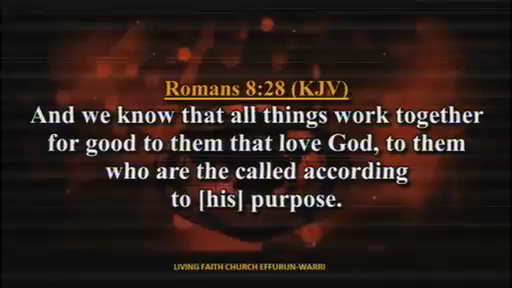 Romans 8:28 (KJV)
And we know that all things work together
for good to them that love God, to them
who are the called according
to [his] purpose.
LIVING FAITH CHURCH EFFURUN-WARRI